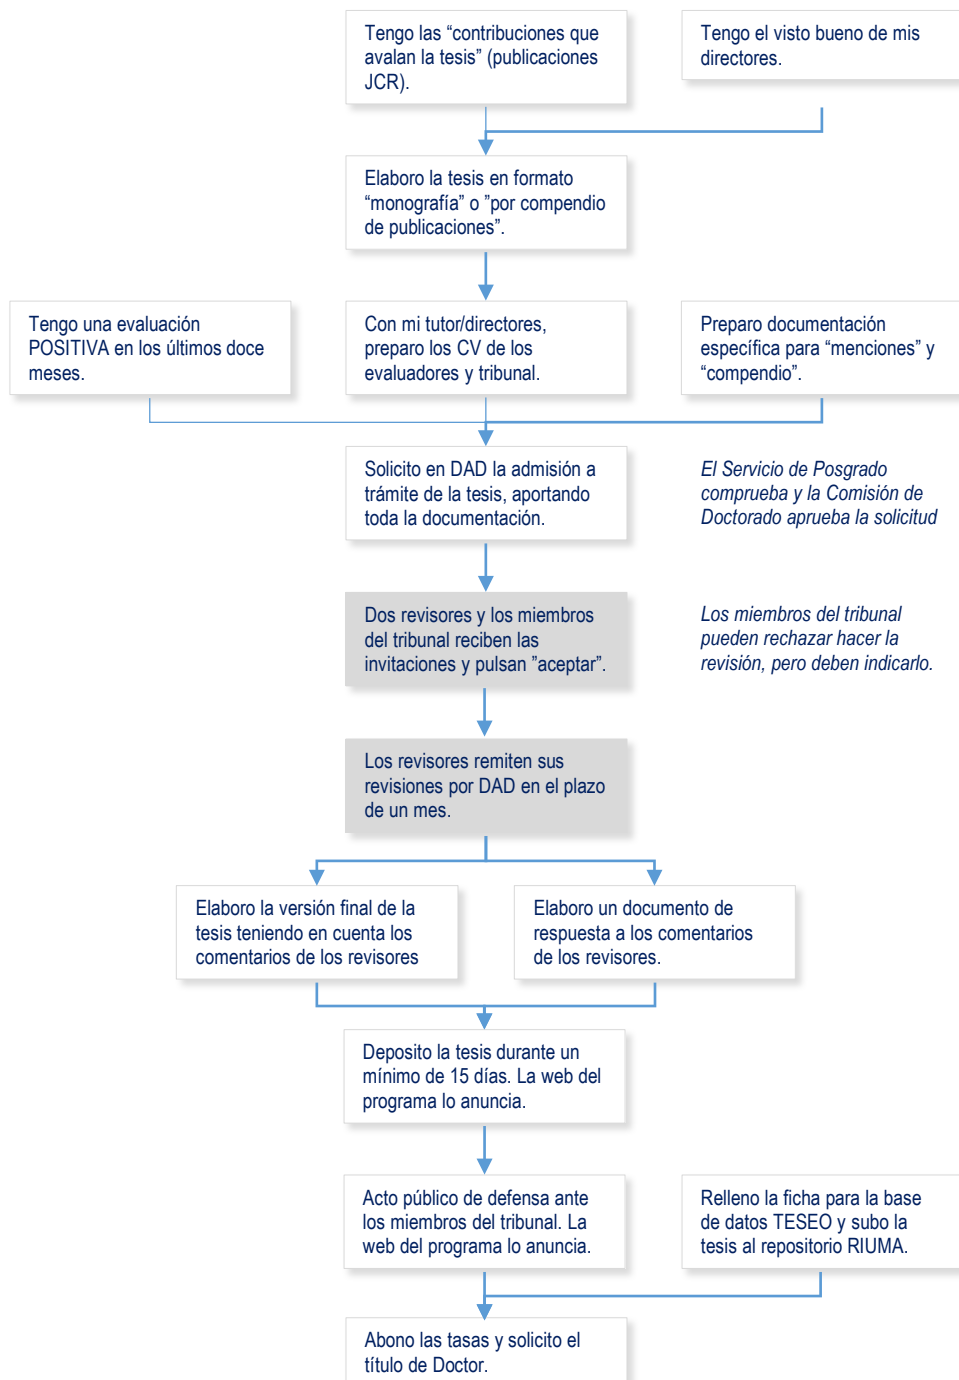 Tengo las “contribuciones que
avalan la tesis” (publicaciones
JCR).
Tengo el visto bueno de mis
directores.
Elaboro la tesis en formato
“monografía” o ”por compendio
de publicaciones”.
Tengo una evaluación
POSITIVA en los últimos doce
meses.
Con mi tutor/directores,
preparo los CV de los
evaluadores y tribunal.
Preparo documentación
específica para “menciones” y
“compendio”.
Solicito en DAD la admisión a
trámite de la tesis, aportando
toda la documentación.
El Servicio de Posgrado
comprueba y la Comisión de
Doctorado aprueba la solicitud
Dos revisores y los miembros
del tribunal reciben las
invitaciones y pulsan ”aceptar”.
Los miembros del tribunal
pueden rechazar hacer la
revisión, pero deben indicarlo.
Los revisores remiten sus
revisiones por DAD en el plazo
de un mes.
Elaboro la versión final de la
tesis teniendo en cuenta los
comentarios de los revisores
Elaboro un documento de
respuesta a los comentarios
de los revisores.
Deposito la tesis durante un
mínimo de 15 días. La web del
programa lo anuncia.
Acto público de defensa ante
los miembros del tribunal. La
web del programa lo anuncia.
Relleno la ficha para la base
de datos TESEO y subo la
tesis al repositorio RIUMA.
Abono las tasas y solicito el
título de Doctor.